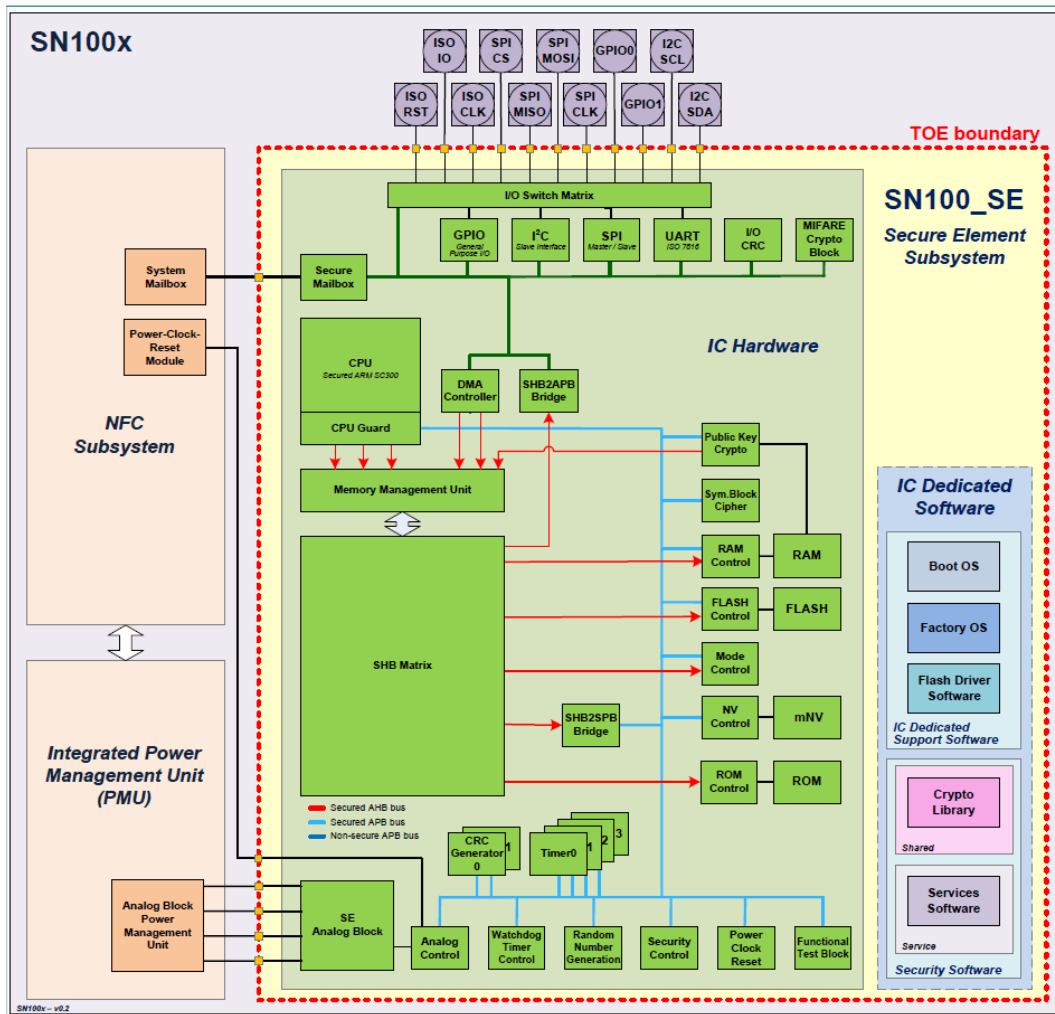 SN100x
ISO
IO
SPI
CS
SPI
MOSI
GPIO0
I2C
SCL
ISO
RST
ISO
CLK
SPI
MISO
SPI
CLK
GPIO1
I2C
SDA
TOE boundary
I/O Switch Matrix
SN100_SE
Secure Element
Subsystem
GPIO
General
Purpose I/O
I²C
Slave Interface
SPI
Master / Slave
UART
ISO 7816
I/O
CRC
MIFARE
Crypto
Block
System
Mailbox
Secure
Mailbox
Power-Clock-
Reset
Module
CPU
Secured ARM SC300
IC Hardware
DMA
Controller
SHB2APB
Bridge
NFC
Subsystem
CPU Guard
Public Key
Crypto
Memory Management Unit
Sym.Block
Cipher
IC Dedicated
Software
RAM
Control
RAM
Boot OS
FLASH
Control
FLASH
Factory OS
SHB Matrix
Mode
Control
Flash Driver
Software
SHB2SPB
Bridge
NV
Control
mNV
IC Dedicated
Support Software
Integrated Power
Management Unit
(PMU)
ROM
Control
ROM
Crypto
Library
Shared
Secured AHB bus
Secured APB bus
Non-secure APB bus
CRC
Generator
0
1
Timer0
1
2
3
Analog Block
Power
Management
Unit
SE
Analog Block
Analog
Control
Watchdog
Timer
Control
Random
Number
Generation
Security
Control
Power
Clock
Reset
Functional
Test Block
Services
Software
Service
Security Software
SN100x – v0.2